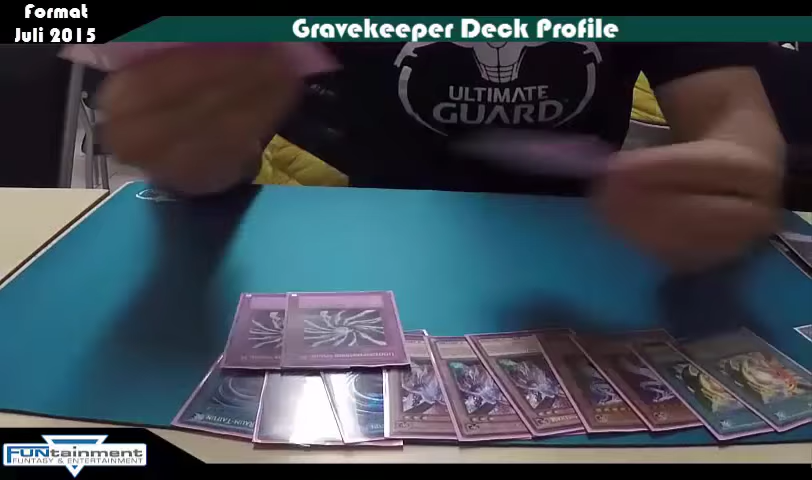 Format
Juli 2015
Gravekeeper Deck Profile
ULTIMATE
GUARD
FUNtainment
FUNTASY & ENTERTAINMENT